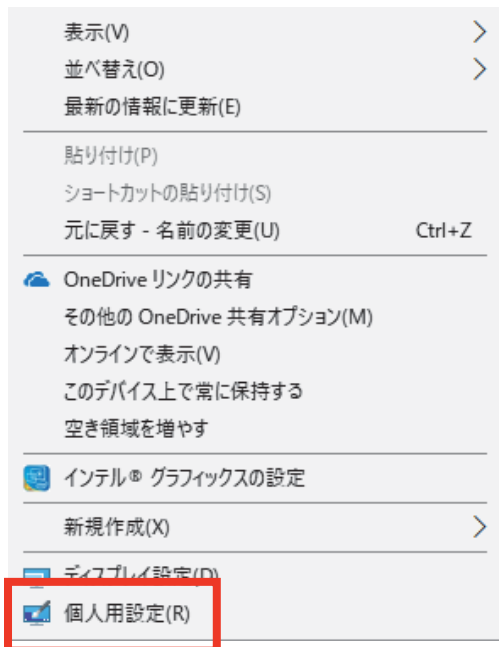 表示(V)
並べ替え(O)
最新の情報に更新(E)
貼り付け(P)
ショートカットの貼り付け(S)
元に戻す - 名前の変更(U) Ctrl+Z
OneDrive リンクの共有
その他の OneDrive 共有オプション(M)
オンラインで表示(V)
このデバイス上で常に保持する
空き領域を増やす
インテル® グラフィックスの設定
新規作成(X)
ディスプレイ設定(D)
個人用設定(R)